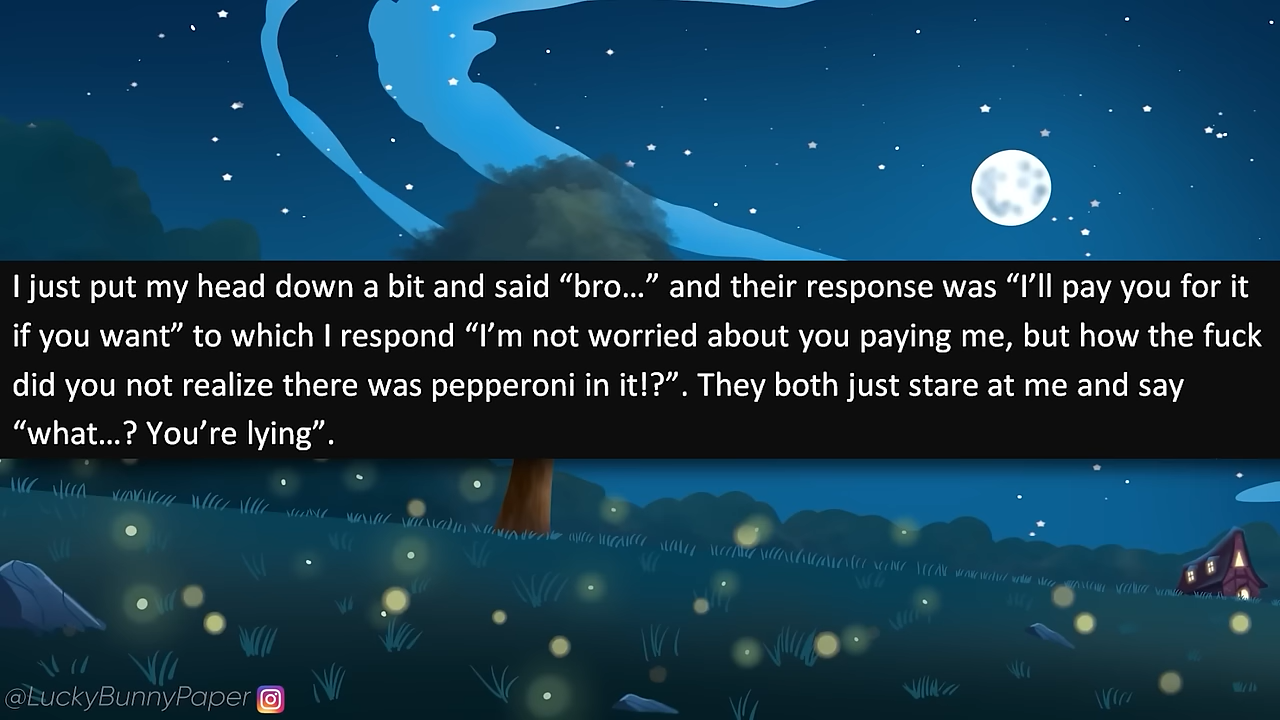 I just put my head down a bit and said “bro…” and their response was “I’ll pay you for it
if you want” to which I respond “I’m not worried about you paying me, but how the fuck
did you not realize there was pepperoni in it!?”. They both just stare at me and say
“what…? You’re lying”.
@LuckyBunnyPaper